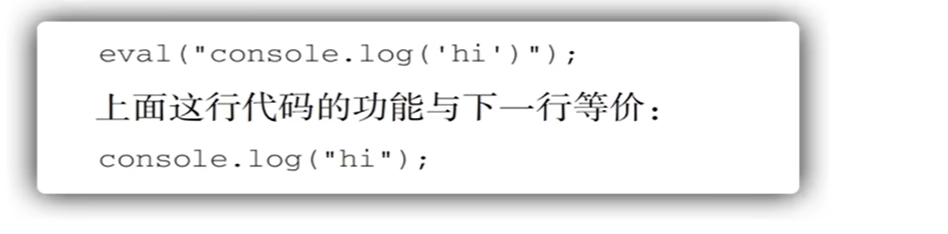 eval("console.log('hi')");
上面这行代码的功能与下一行等价：
console.log("hi");